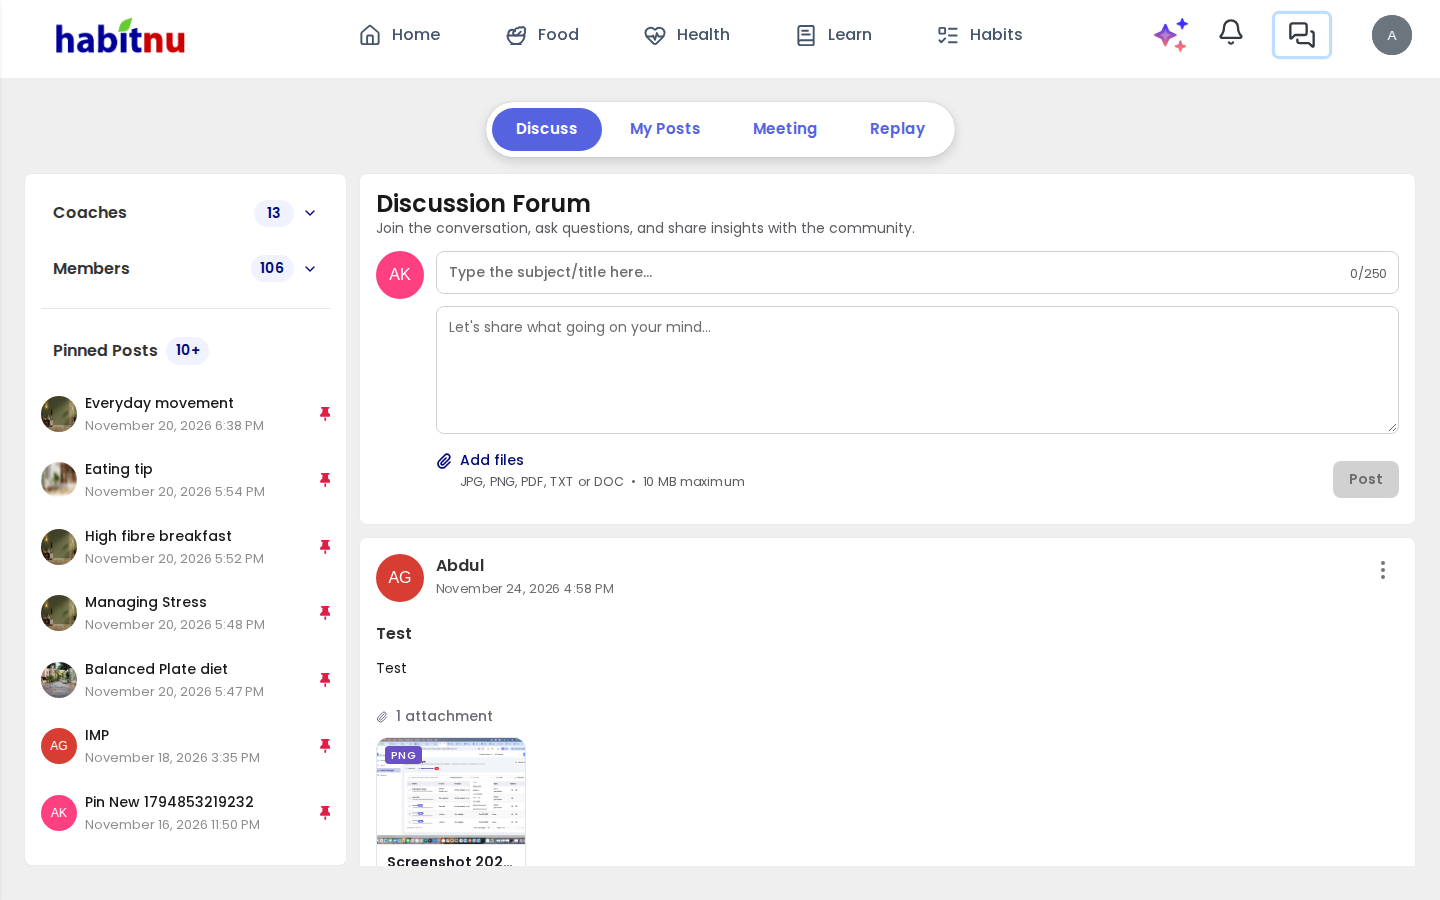 habitnu
Home
Food
Health
Learn
Habits
A
Discuss
My Posts
Meeting
Replay
Coaches
13
Members
106
Pinned Posts 10+
Everyday movement
November 20, 2026 6:38 PM
Eating tip
November 20, 2026 5:54 PM
High fibre breakfast
November 20, 2026 5:52 PM
Managing Stress
November 20, 2026 5:48 PM
Balanced Plate diet
November 20, 2026 5:47 PM
AG
IMP
November 18, 2026 3:35 PM
AK
Pin New 1794853219232
November 16, 2026 11:50 PM
Discussion Forum
Join the conversation, ask questions, and share insights with the community.
AK
Type the subject/title here...
0/250
Let's share what going on your mind...
Add files
JPG, PNG, PDF, TXT or DOC • 10 MB maximum
Post
AG
Abdul
November 24, 2026 4:58 PM
Test
Test
1 attachment
PNG
Screenshot 202...